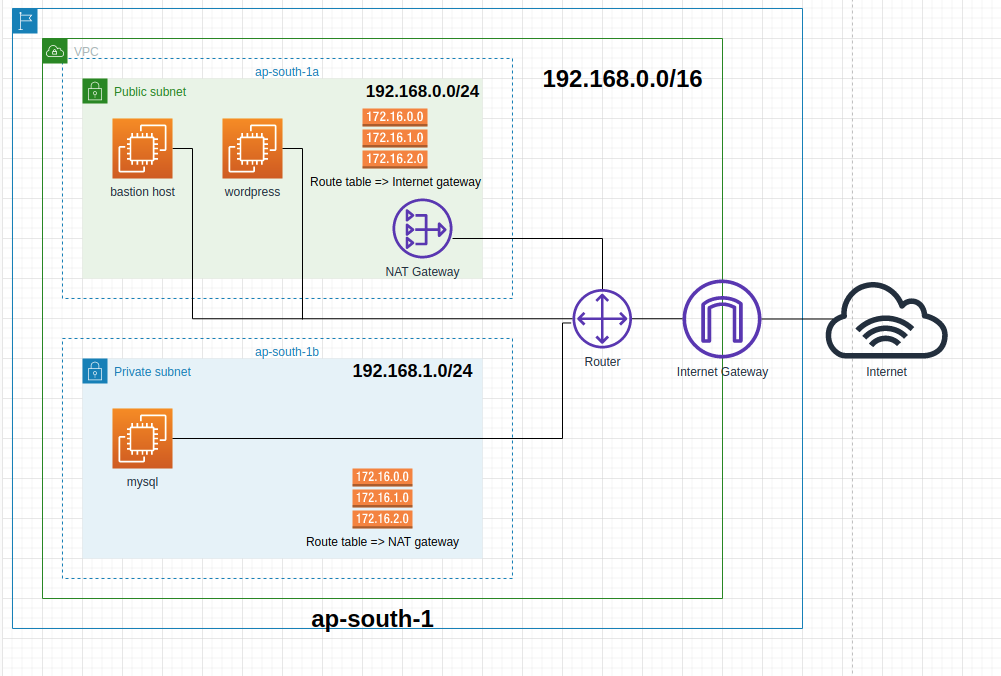 VPC
ap-south-1a
192.168.0.0/16
Public subnet
192.168.0.0/24
172.16.0.0
172.16.1.0
172.16.2.0
bastion host
wordpress
Route table => Internet gateway
NAT Gateway
Router
Internet Gateway
Internet
ap-south-1b
Private subnet
192.168.1.0/24
mysql
172.16.0.0
172.16.1.0
172.16.2.0
Route table => NAT gateway
ap-south-1